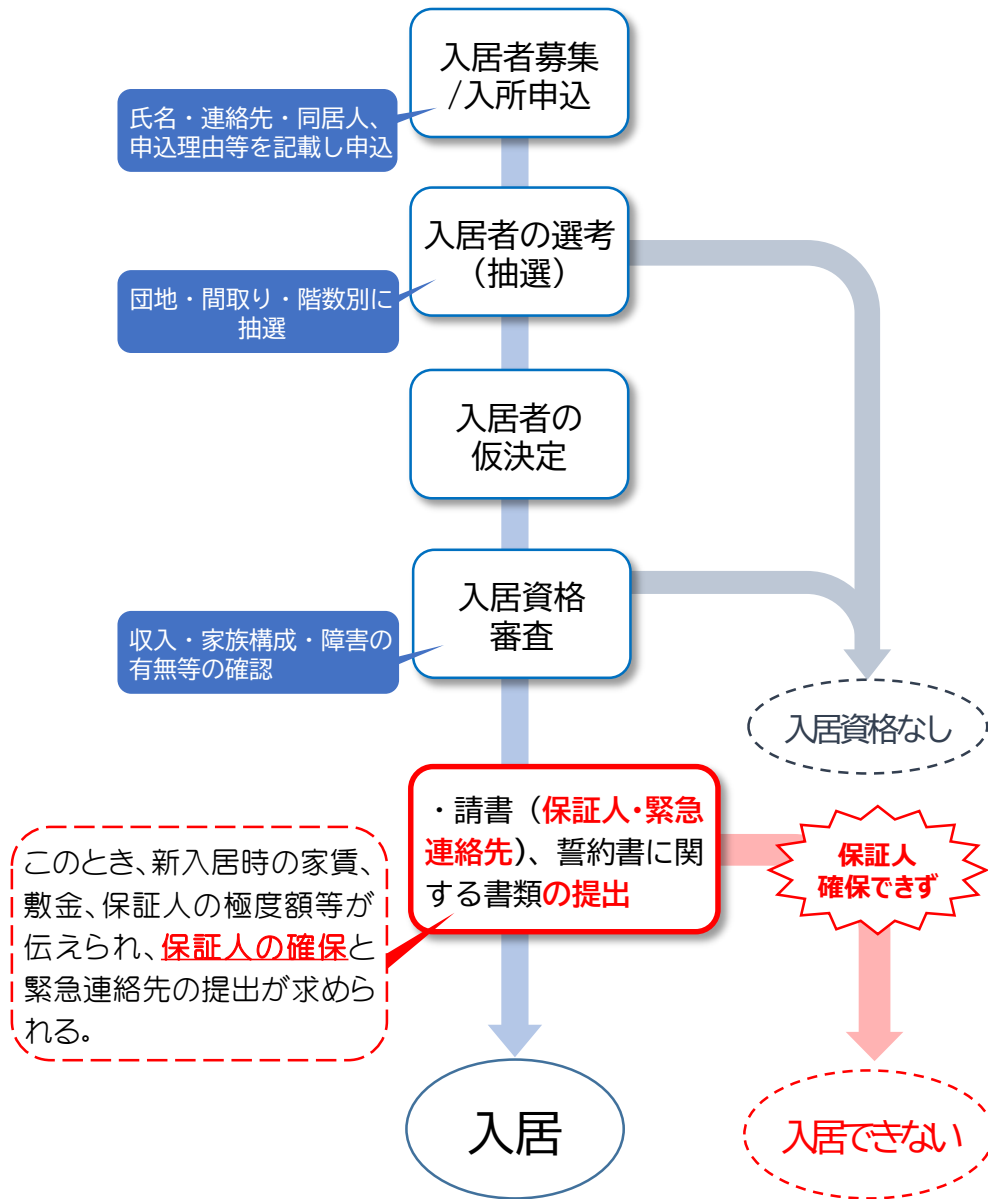 入居者募集
/入所申込
氏名・連絡先・同居人、
申込理由等を記載し申込
入居者の選考
（抽選）
団地・間取り・階数別に
抽選
入居者の
仮決定
入居資格
審査
収入・家族構成・障害の
有無等の確認
入居資格なし
・請書（保証人・緊急
連絡先）、誓約書に関
する書類の提出
保証人
確保できず
このとき、新入居時の家賃、
敷金、保証人の極度額等が
伝えられ、保証人の確保と
緊急連絡先の提出が求めら
れる。
入居
入居できない